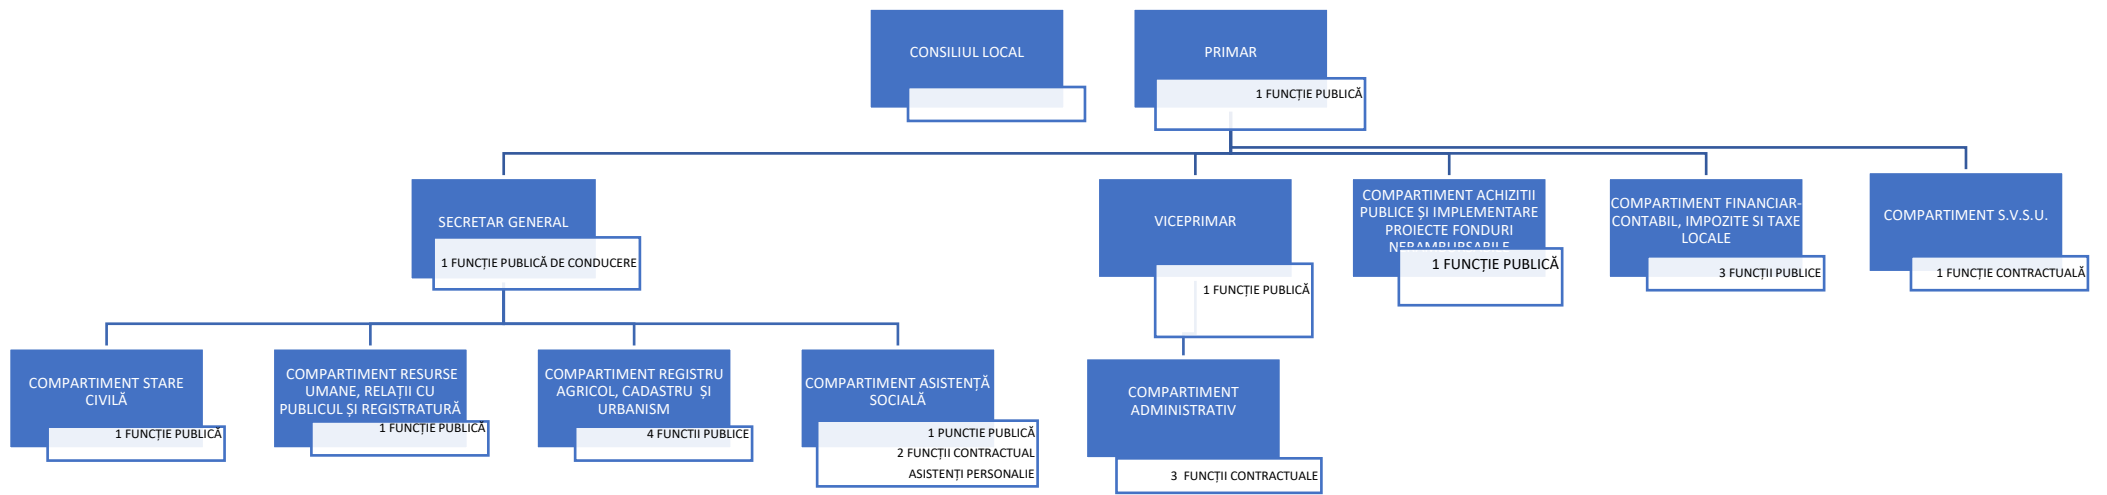 CONSILIUL LOCAL
PRIMAR
1 FUNCȚIE PUBLICĂ
SECRETAR GENERAL
1 FUNCȚIE PUBLICĂ DE CONDUCERE
VICEPRIMAR
1 FUNCȚIE PUBLICĂ
COMPARTIMENT ACHIZITII
PUBLICE ȘI IMPLEMENTARE
PROIECTE FONDURI
NERAMBURSABILE
1 FUNCȚIE PUBLICĂ
COMPARTIMENT FINANCIAR-
CONTABIL, IMPOZITE SI TAXE
LOCALE
3 FUNCȚII PUBLICE
COMPARTIMENT S.V.S.U.
1 FUNCȚIE CONTRACTUALĂ
COMPARTIMENT STARE
CIVILĂ
1 FUNCȚIE PUBLICĂ
COMPARTIMENT RESURSE
UMANE, RELAȚII CU
PUBLICUL ȘI REGISTRATURĂ
1 FUNCȚIE PUBLICĂ
COMPARTIMENT REGISTRU
AGRICOL, CADASTRU ȘI
URBANISM
4 FUNCTII PUBLICE
COMPARTIMENT ASISTENȚĂ
SOCIALĂ
1 PUNCTIE PUBLICĂ
2 FUNCȚII CONTRACTUAL
ASISTENȚI PERSONALIE
COMPARTIMENT
ADMINISTRATIV
3 FUNCȚII CONTRACTUALE